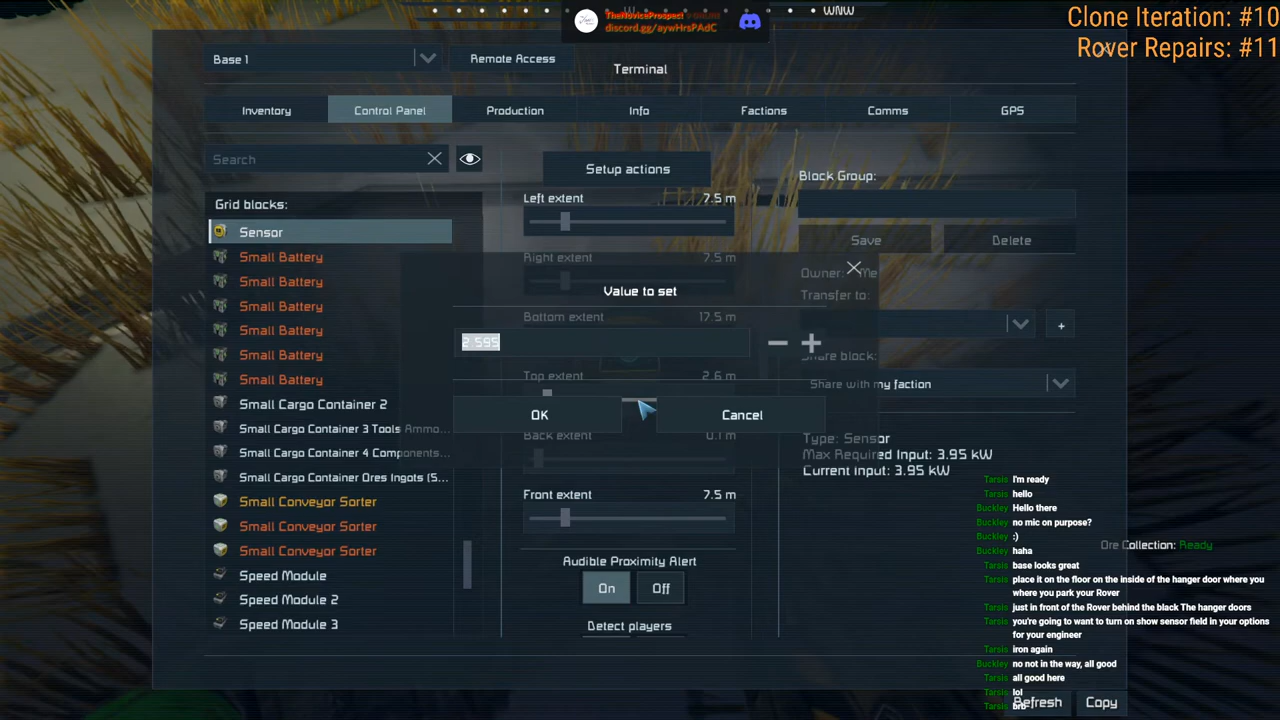 WNW
TheNoviceProspect
discord.gg/aywHrsPAdC
Clone Iteration: #10
Rover Repairs: #11
Base 1
Remote Access
Terminal
Inventory
Control Panel
Production
Info
Factions
Comms
GPS
Search
Setup actions
Block Group:
Grid blocks:
Left extent 7.5 m
Sensor
Save
Delete
Small Battery
Right extent 7.5 m
Owner: Me
Small Battery
Value to set
Transfer to:
Small Battery
Bottom extent 17.5 m
Small Battery
2.595
Share block:
Small Battery
Top extent 2.6 m
Small Battery
Share with my faction
Small Cargo Container 2
OK
Cancel
Small Cargo Container 3 Tools Ammo...
Back extent 0.1 m
Type: Sensor
Small Cargo Container 4 Components...
Max Required Input: 3.95 kW
Current Input: 3.95 kW
Small Cargo Container Ores Ingots (S...
Small Conveyor Sorter
Front extent 7.5 m
Small Conveyor Sorter
Small Conveyor Sorter
Audible Proximity Alert
Speed Module
On
Off
Speed Module 2
Speed Module 3
Detect players
Tarsis I'm ready
Tarsis hello
Buckley Hello there
Buckley no mic on purpose?
Buckley :)
Buckley haha
Ore Collection: Ready
Tarsis base looks great
Tarsis place it on the floor on the inside of the hanger door where you
where you park your Rover
Tarsis just in front of the Rover behind the black The hanger doors
Tarsis you're going to want to turn on show sensor field in your options
for your engineer
Tarsis iron again
Buckley no not in the way, all good
Tarsis all good here
Tarsis lol
Tarsis bro
Refresh
Copy